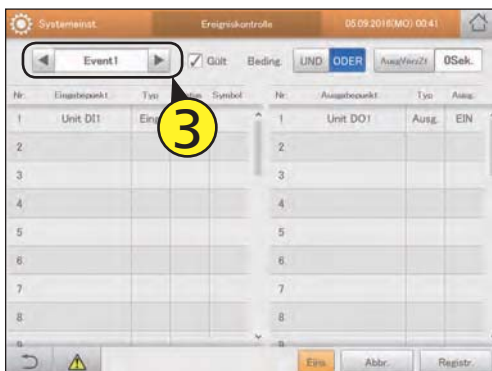 Systemeinst. Ereigniskontrolle 05.09.2016(MO) 00:41
Event1 Gült Beding. UND ODER AusgVerzZt 0Sek.
Nr. Eingabepunkt Typ Symbol Nr. Ausgabepunkt Typ Ausg.
1 Unit DI1 Eing 1 Unit DO1 Ausg. EIN
2 2
3 3
4 4
5 5
6 6
7 7
8 8
3
Eins. Abbr. Registr.